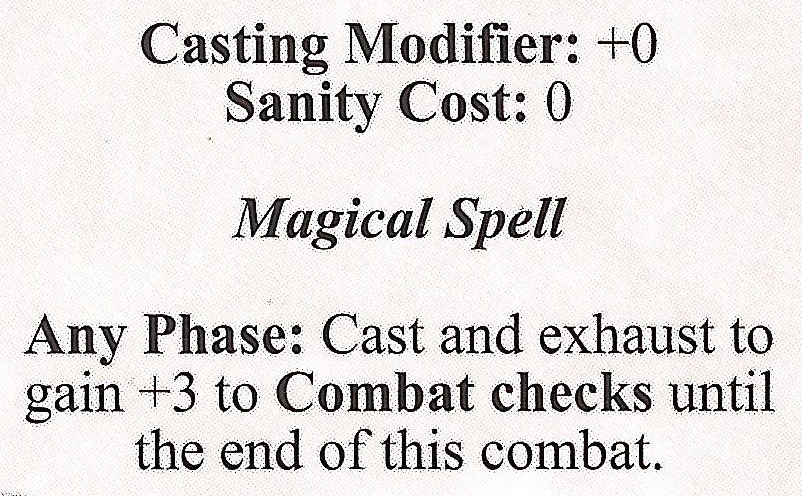 Casting Modifier: +0
Sanity Cost: 0
Magical Spell
Any Phase: Cast and exhaust to
gain +3 to Combat checks until
the end of this combat.